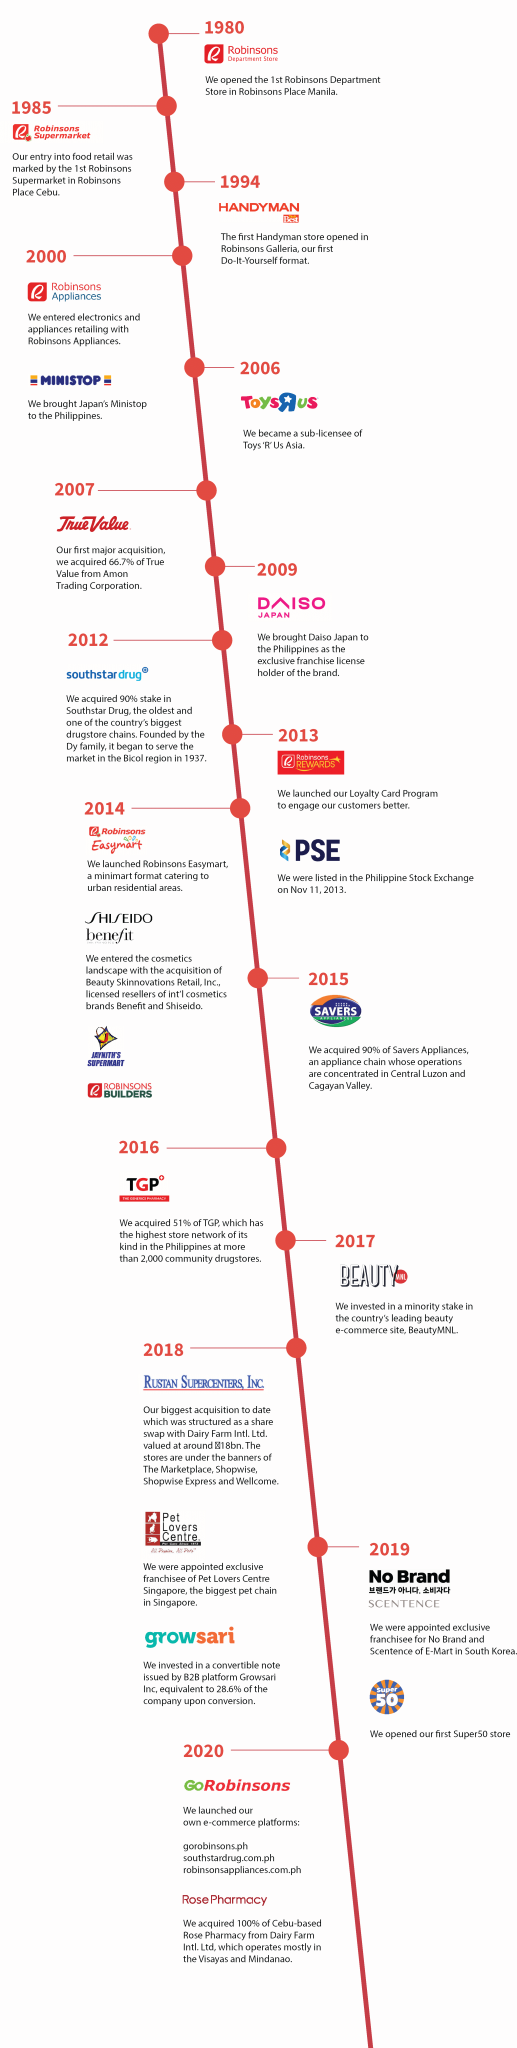 1980
Robinsons
Department Store
We opened the 1st Robinsons Department
Store in Robinsons Place Manila.
1985
Robinsons
Supermarket
Our entry into food retail was
marked by the 1st Robinsons
Supermarket in Robinsons
Place Cebu.
1994
HANDYMAN
The first Handyman store opened in
Robinsons Galleria, our first
Do-It-Yourself format.
2000
Robinsons
Appliances
We entered electronics and
appliances retailing with
Robinsons Appliances.
MINISTOP
We brought Japan's Ministop
to the Philippines.
2006
TOYSЯUS
We became a sub-licensee of
Toys 'R' Us Asia.
2007
True Value
Our first major acquisition,
we acquired 66.7% of True
Value from Amon
Trading Corporation.
2009
DAISO
JAPAN
We brought Daiso Japan to
the Philippines as the
exclusive franchise license
holder of the brand.
2012
southstar drug
We acquired 90% stake in
Southstar Drug, the oldest and
one of the country's biggest
drugstore chains. Founded by the
Dy family, it began to serve the
market in the Bicol region in 1937.
2013
Robinsons
REWARDS
We launched our Loyalty Card Program
to engage our customers better.
PSE
We were listed in the Philippine Stock Exchange
on Nov 11, 2013.
2014
Robinsons
Easymart
We launched Robinsons Easymart,
a minimart format catering to
urban residential areas.
SHISEIDO
benefit
We entered the cosmetics
landscape with the acquisition of
Beauty Skinnovations Retail, Inc.,
licensed resellers of int'l cosmetics
brands Benefit and Shiseido.
JAYNITH'S
SUPERMART
ROBINSONS
BUILDERS
2015
SAVERS
APPLIANCES
We acquired 90% of Savers Appliances,
an appliance chain whose operations
are concentrated in Central Luzon and
Cagayan Valley.
2016
TGP
THE GENERICS PHARMACY
We acquired 51% of TGP, which has
the highest store network of its
kind in the Philippines at more
than 2,000 community drugstores.
2017
BEAUTY MNL
We invested in a minority stake in
the country's leading beauty
e-commerce site, BeautyMNL.
2018
RUSTAN SUPERCENTERS, INC.
Our biggest acquisition to date
which was structured as a share
swap with Dairy Farm Intl. Ltd.
valued at around 18bn. The
stores are under the banners of
The Marketplace, Shopwise,
Shopwise Express and Wellcome.
Pet
Lovers
Centre
We were appointed exclusive
franchisee of Pet Lovers Centre
Singapore, the biggest pet chain
in Singapore.
growsari
We invested in a convertible note
issued by B2B platform Growsari
Inc, equivalent to 28.6% of the
company upon conversion.
2019
No Brand
브랜드가 아니다. 소비자다
SCENTENCE
We were appointed exclusive
franchisee for No Brand and
Scentence of E-Mart in South Korea.
Super
50
We opened our first Super50 store
2020
GoRobinsons
We launched our
own e-commerce platforms:
gorobinsons.ph
southstardrug.com.ph
robinsonsappliances.com.ph
Rose Pharmacy
We acquired 100% of Cebu-based
Rose Pharmacy from Dairy Farm
Intl. Ltd, which operates mostly in
the Visayas and Mindanao.